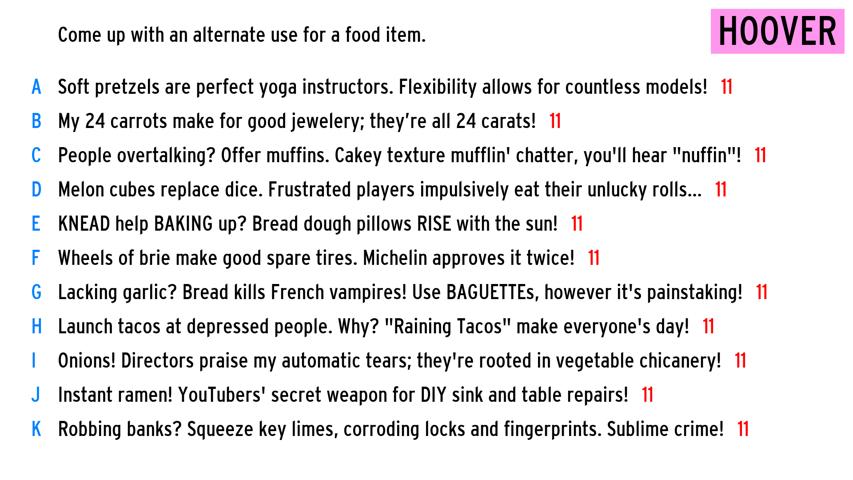 Come up with an alternate use for a food item.
HOOVER
A Soft pretzels are perfect yoga instructors. Flexibility allows for countless models! 11
B My 24 carrots make for good jewelery; they're all 24 carats! 11
C People overtalking? Offer muffins. Cakey texture mufflin' chatter, you'll hear "nuffin"! 11
D Melon cubes replace dice. Frustrated players impulsively eat their unlucky rolls... 11
E KNEAD help BAKING up? Bread dough pillows RISE with the sun! 11
F Wheels of brie make good spare tires. Michelin approves it twice! 11
G Lacking garlic? Bread kills French vampires! Use BAGUETTEs, however it's painstaking! 11
H Launch tacos at depressed people. Why? "Raining Tacos" make everyone's day! 11
I Onions! Directors praise my automatic tears; they're rooted in vegetable chicanery! 11
J Instant ramen! YouTubers' secret weapon for DIY sink and table repairs! 11
K Robbing banks? Squeeze key limes, corroding locks and fingerprints. Sublime crime! 11